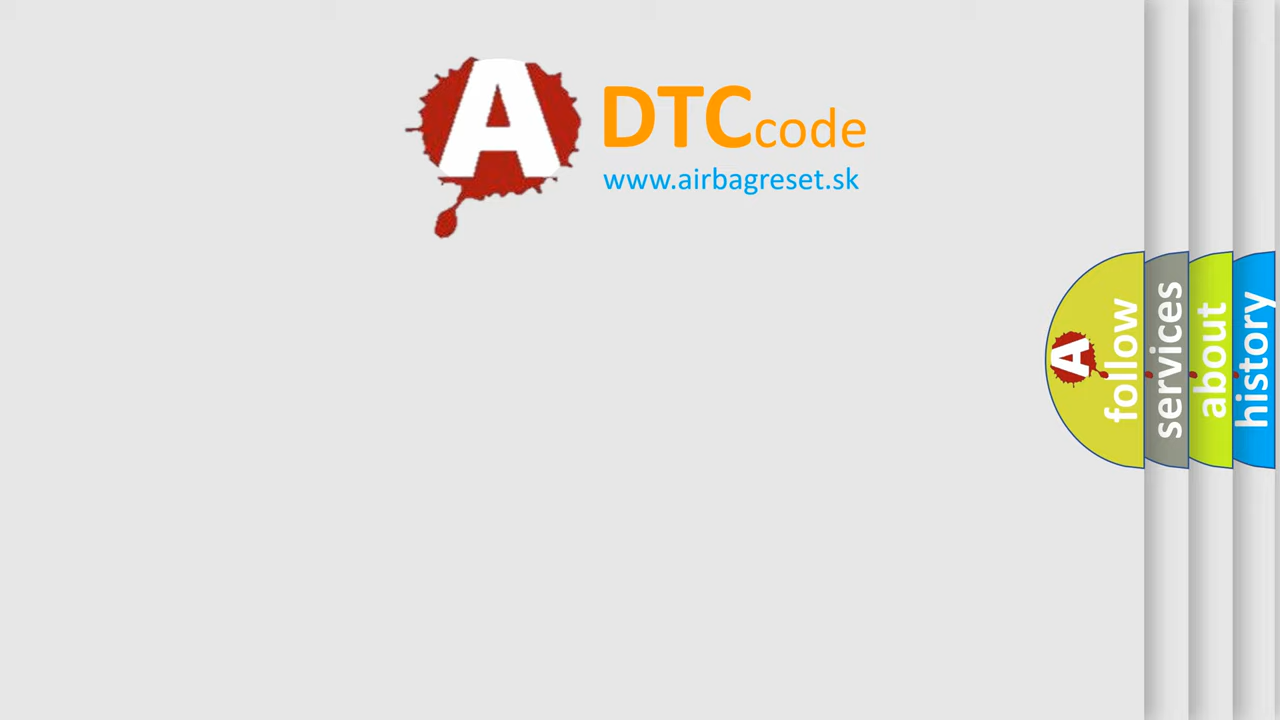 A
DTCcode
www.airbagreset.sk
A
follow
services
about
history